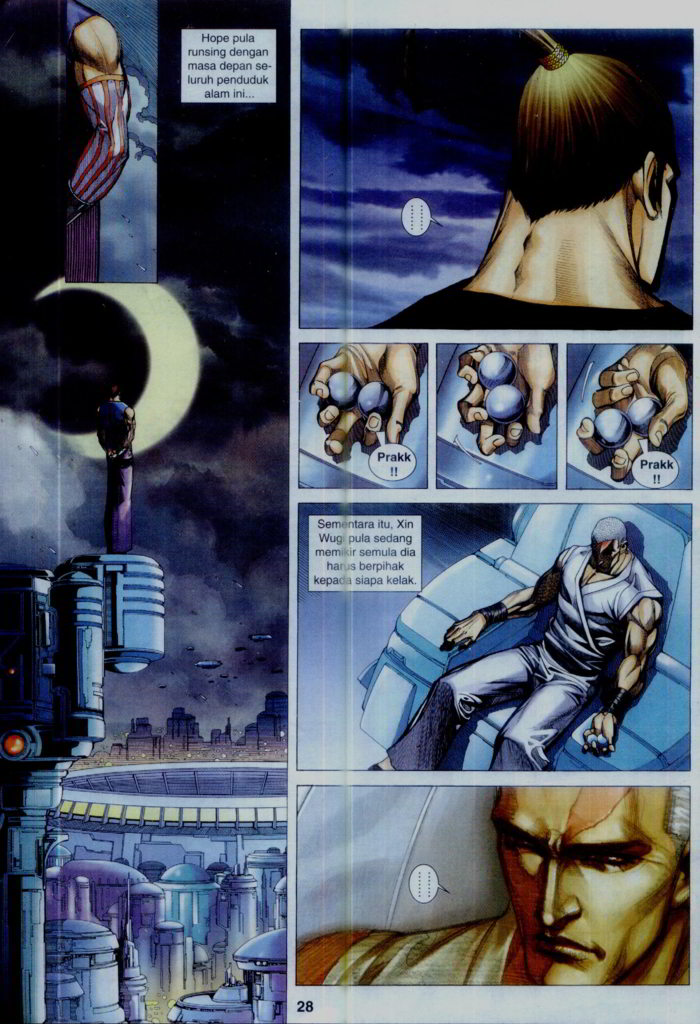 Hope pula
runsing dengan
masa depan se-
luruh penduduk
alam ini...
Prakk
!!
Prakk
!!
Sementara itu, Xin
Wugi pula sedang
memikir semula dia
harus berpihak
kepada siapa kelak.
28